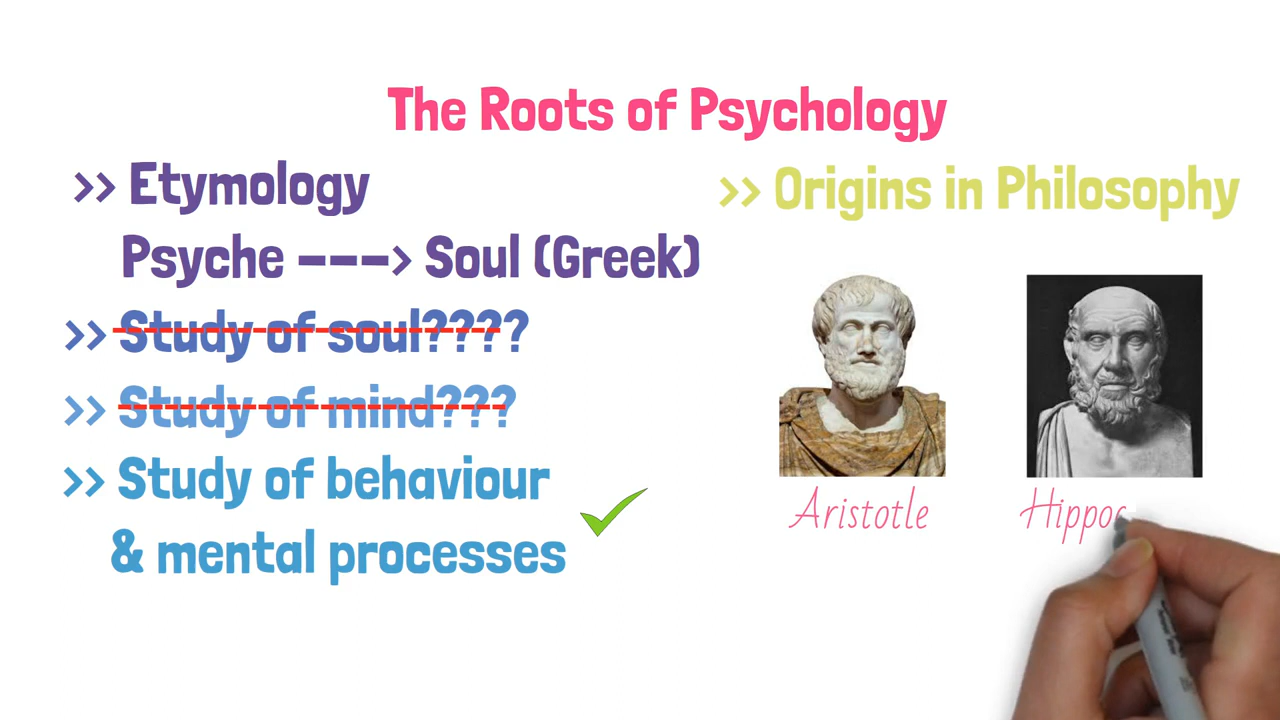 The Roots of Psychology
>> Etymology
Psyche ---> Soul (Greek)
>> Study of soul????
>> Study of mind???
>> Study of behaviour
& mental processes
>> Origins in Philosophy
Aristotle
Hippoc